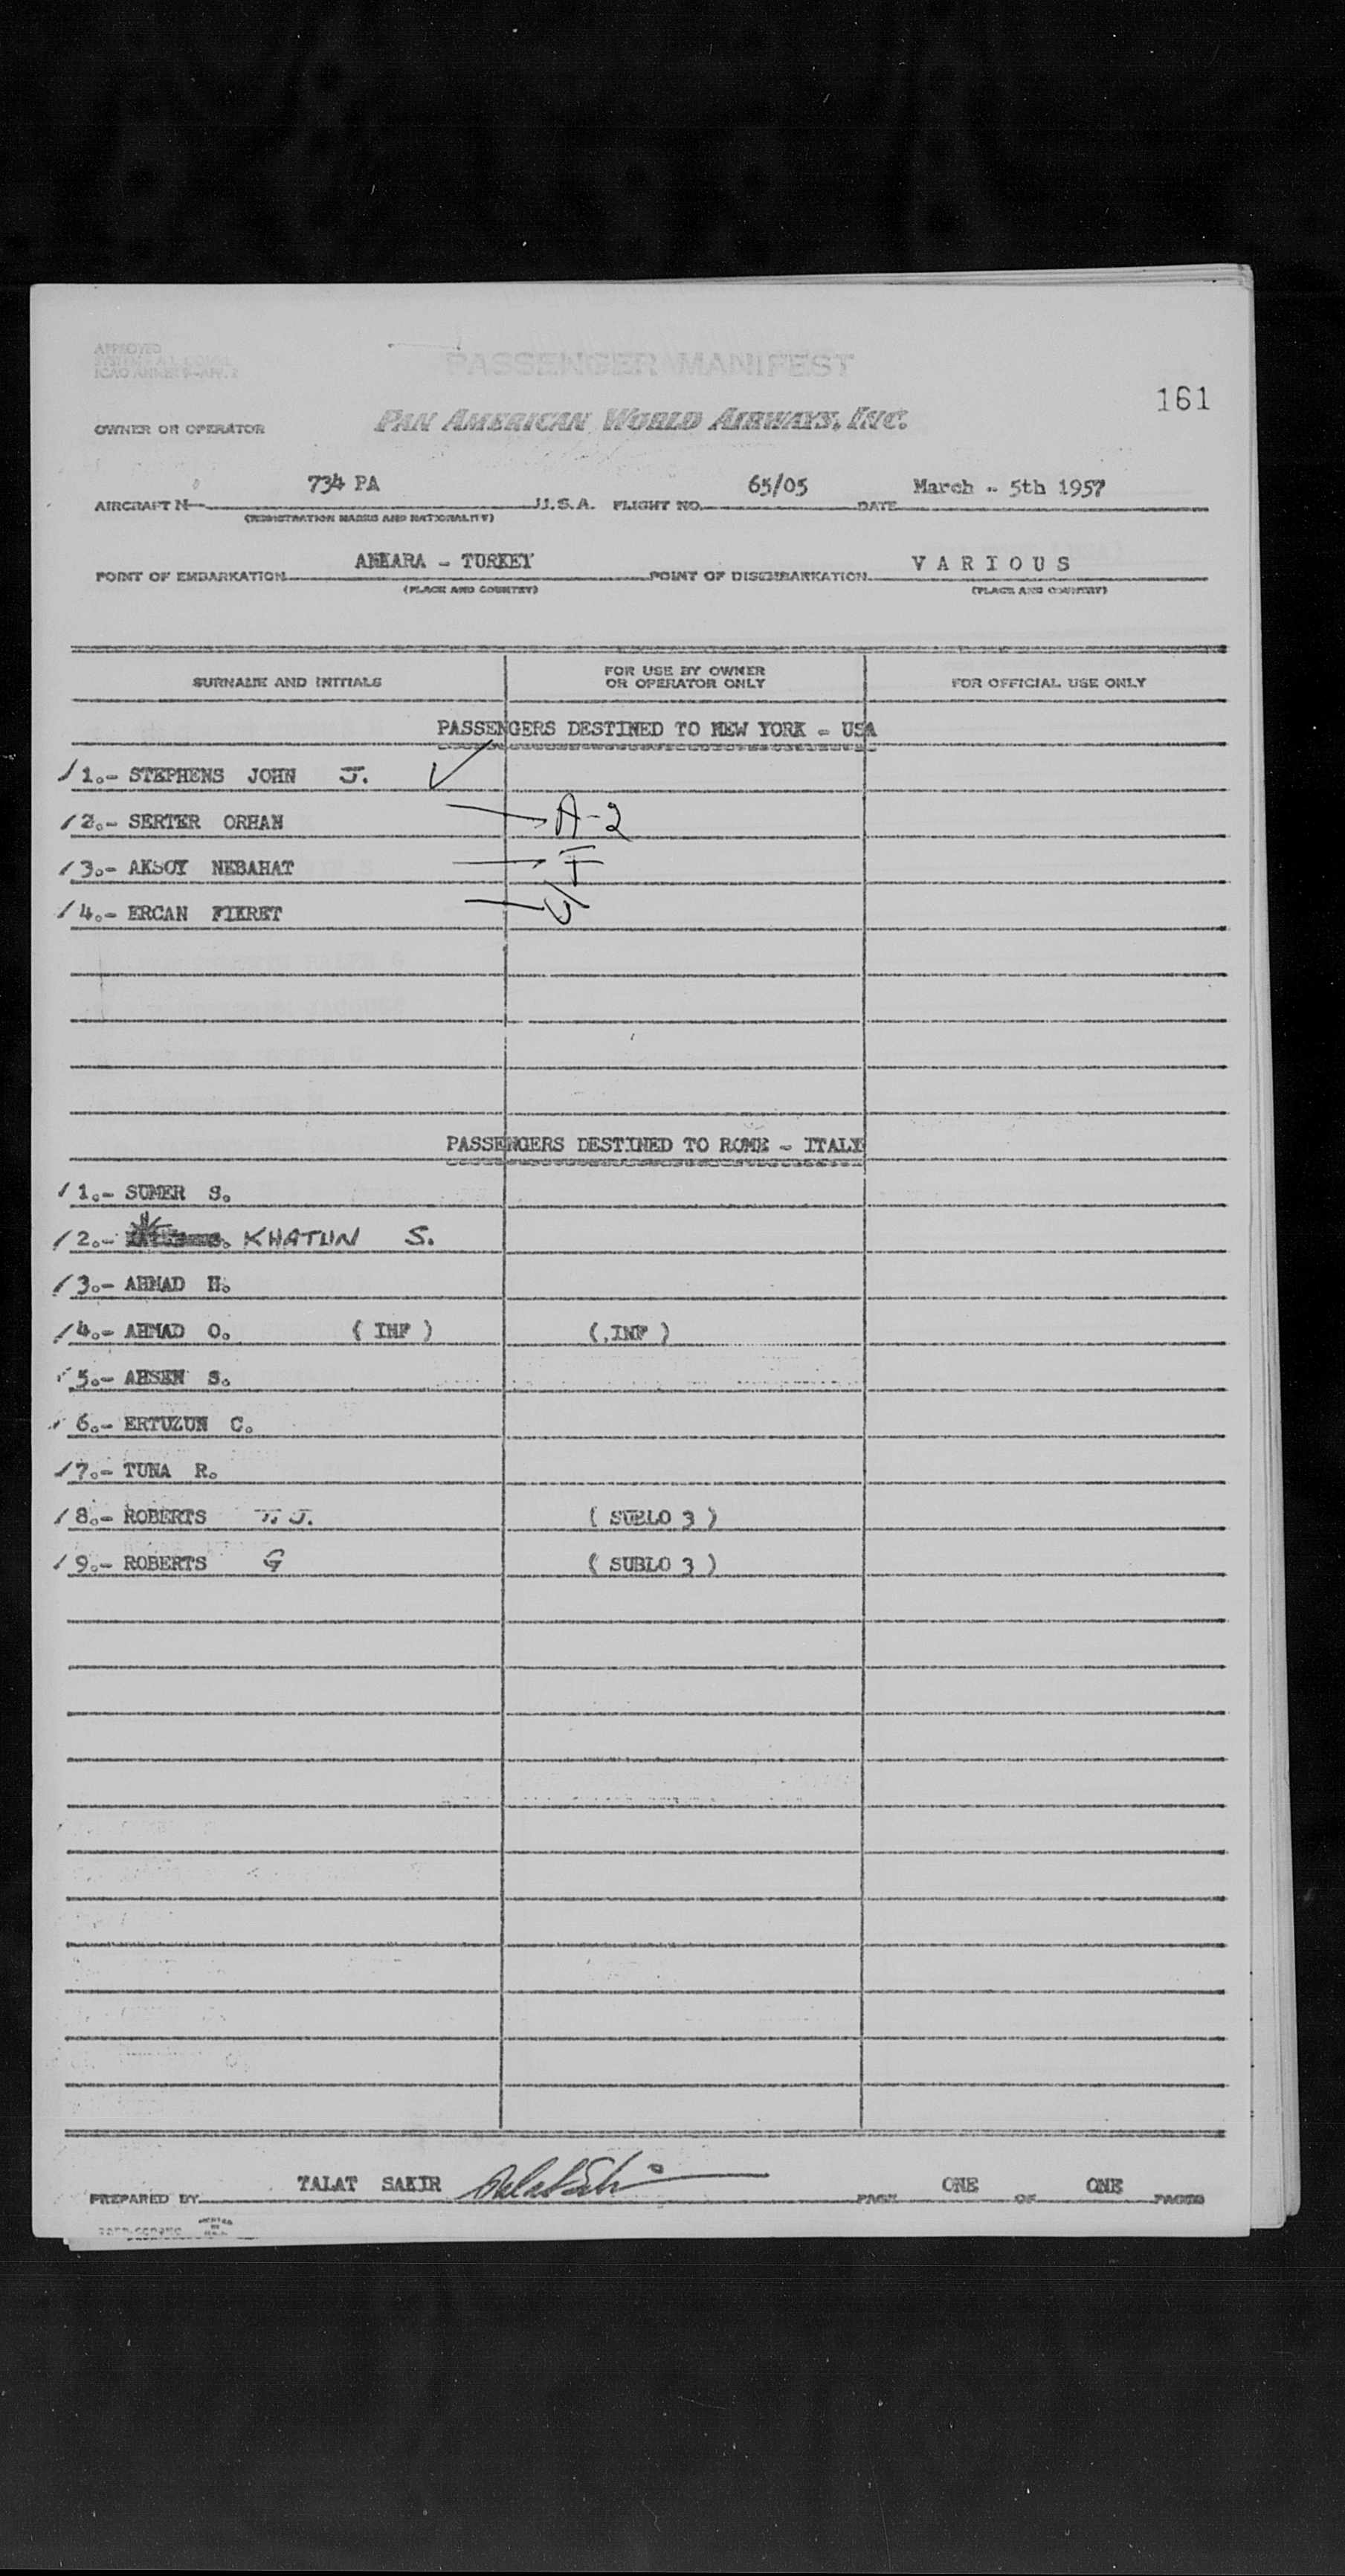 APPROVED
PASSENGER MANIFEST
161
OWNER OR OPERATOR PAN AMERICAN WORLD AIRWAYS, INC.
AIRCRAFT N 734 PA U.S.A. FLIGHT NO. 65/05 DATE March - 5th 1957
(REGISTRATION MARKS AND NATIONALITY)
POINT OF EMBARKATION ANKARA - TURKEY POINT OF DISEMBARKATION VARIOUS
(PLACE AND COUNTRY) (PLACE AND COUNTRY)
SURNAME AND INITIALS FOR USE BY OWNER OR OPERATOR ONLY FOR OFFICIAL USE ONLY
PASSENGERS DESTINED TO NEW YORK - USA
/ 1.- STEPHENS JOHN J.
/ 2.- SERTER ORHAN A-2
/ 3.- AKSOY NEBAHAT F
/ 4.- ERCAN FIKRET
PASSENGERS DESTINED TO ROME - ITALY
/ 1.- SUMER S.
/ 2.- KHATUN S.
/ 3.- AHMAD H.
/ 4.- AHMAD O. ( INF ) ( INF )
/ 5.- AHSEN S.
/ 6.- ERTUZUN C.
/ 7.- TUNA R.
/ 8.- ROBERTS T. J. ( SUBLO 3 )
/ 9.- ROBERTS G ( SUBLO 3 )
PREPARED BY TALAT SAKIR PAGE ONE OF ONE PAGES